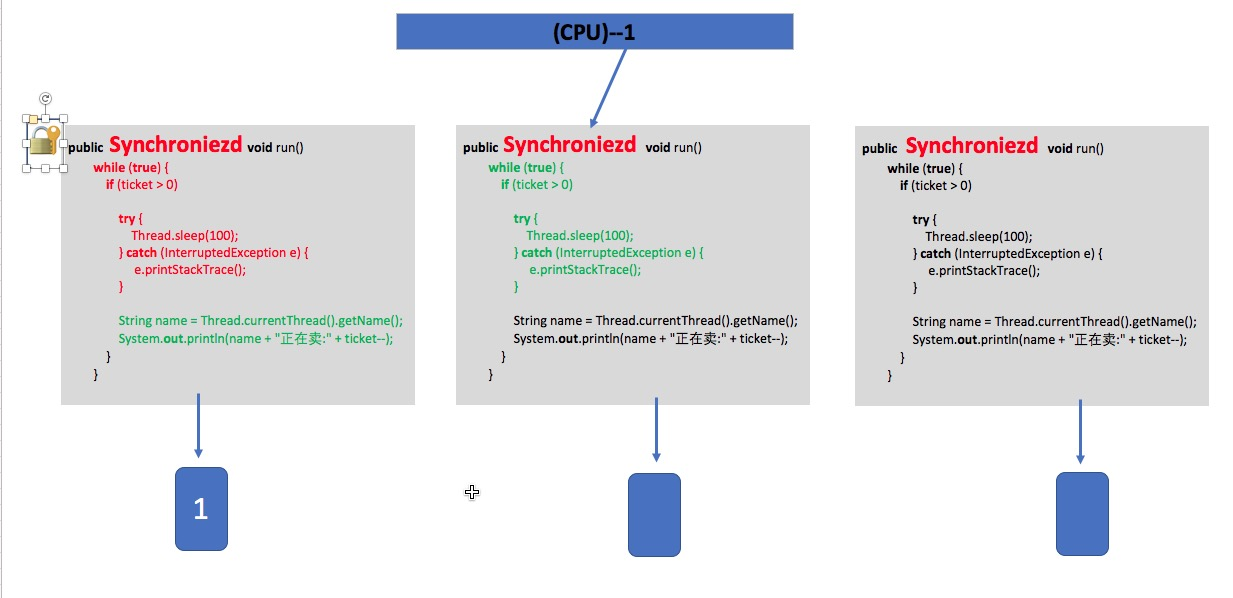 (CPU)--1
public Synchroniezd void run()
while (true) {
if (ticket > 0)
try {
Thread.sleep(100);
} catch (InterruptedException e) {
e.printStackTrace();
}
String name = Thread.currentThread().getName();
System.out.println(name + "正在卖:" + ticket--);
}
}
1
public Synchroniezd void run()
while (true) {
if (ticket > 0)
try {
Thread.sleep(100);
} catch (InterruptedException e) {
e.printStackTrace();
}
String name = Thread.currentThread().getName();
System.out.println(name + "正在卖:" + ticket--);
}
}
public Synchroniezd void run()
while (true) {
if (ticket > 0)
try {
Thread.sleep(100);
} catch (InterruptedException e) {
e.printStackTrace();
}
String name = Thread.currentThread().getName();
System.out.println(name + "正在卖:" + ticket--);
}
}